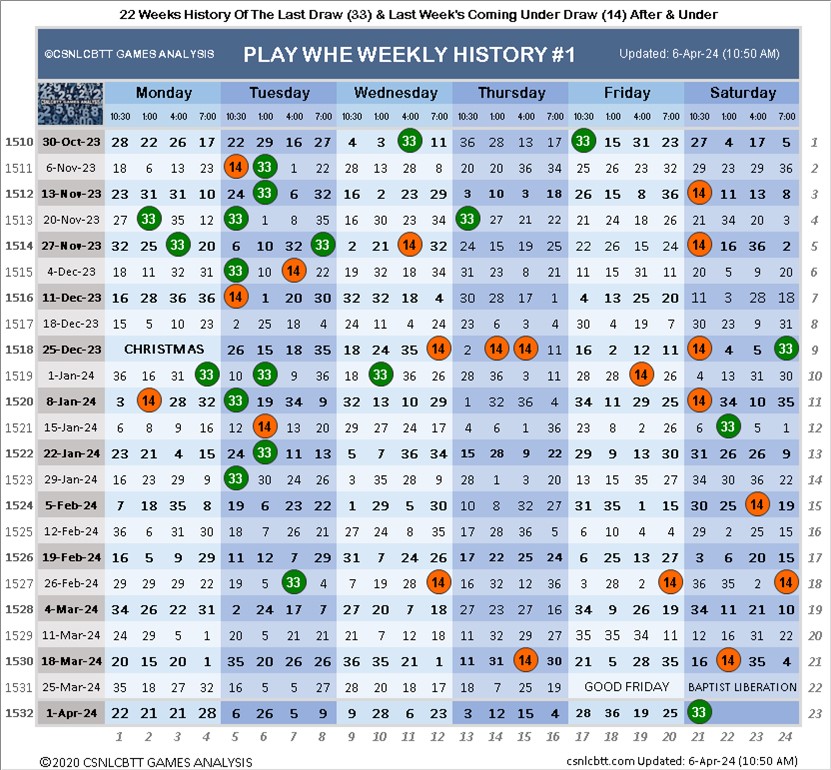 22 Weeks History Of The Last Draw (33) & Last Week's Coming Under Draw (14) After & Under
©CSNLCBTT GAMES ANALYSIS PLAY WHE WEEKLY HISTORY #1 Updated: 6-Apr-24 (10:50 AM)
CSNLCBTT GAMES ANALYSIS Monday Tuesday Wednesday Thursday Friday Saturday
10:30 1:00 4:00 7:00 10:30 1:00 4:00 7:00 10:30 1:00 4:00 7:00 10:30 1:00 4:00 7:00 10:30 1:00 4:00 7:00 10:30 1:00 4:00 7:00
1510 30-Oct-23 28 22 26 17 22 29 16 27 4 3 33 11 36 28 13 17 33 15 31 23 27 4 17 5 1
1511 6-Nov-23 18 6 13 23 14 33 1 22 28 13 28 8 20 20 36 34 25 26 23 32 25 23 29 36 2
1512 13-Nov-23 23 31 31 10 24 33 6 32 16 2 23 29 3 10 3 18 26 15 8 36 14 11 13 8 3
1513 20-Nov-23 27 33 35 12 33 1 8 35 16 30 23 34 33 27 21 22 21 24 18 26 21 34 20 3 4
1514 27-Nov-23 32 25 33 20 6 10 32 33 2 21 14 32 24 15 19 25 22 26 15 24 14 16 36 2 5
1515 4-Dec-23 18 11 32 31 33 10 14 22 19 32 18 34 31 23 8 21 11 15 31 11 20 5 9 20 6
1516 11-Dec-23 16 28 36 36 14 1 20 30 32 32 18 4 30 28 17 1 4 13 25 20 11 3 28 18 7
1517 18-Dec-23 15 5 10 23 2 25 18 4 24 11 4 24 23 6 3 4 30 4 19 7 30 23 9 31 8
1518 25-Dec-23 CHRISTMAS 26 15 18 35 18 24 35 14 2 14 14 11 16 2 12 11 14 4 5 33 9
1519 1-Jan-24 36 16 31 33 10 33 9 36 18 33 36 26 28 36 3 11 28 28 14 26 4 13 31 30 10
1520 8-Jan-24 3 14 28 32 33 19 34 9 32 13 10 29 1 32 36 4 34 11 29 25 14 34 10 35 11
1521 15-Jan-24 6 8 9 16 12 14 13 20 29 27 24 17 4 6 1 36 23 8 2 26 6 33 5 1 12
1522 22-Jan-24 23 21 4 15 24 33 11 13 5 7 36 34 15 28 9 22 9 9 13 30 31 26 26 9 13
1523 29-Jan-24 16 23 29 9 33 30 24 26 3 35 28 9 28 1 3 20 13 15 35 27 34 30 36 22 14
1524 5-Feb-24 7 18 35 8 19 6 23 22 1 29 5 30 10 8 32 27 31 35 1 15 30 25 14 19 15
1525 12-Feb-24 36 6 31 30 18 7 26 21 27 24 8 35 17 28 36 5 6 10 4 4 29 2 25 15 16
1526 19-Feb-24 16 5 9 29 11 12 7 29 31 7 24 26 17 22 25 24 6 25 13 27 3 6 20 15 17
1527 26-Feb-24 29 29 29 22 19 5 33 4 7 19 28 14 27 32 12 16 3 28 2 14 36 35 2 14 18
1528 4-Mar-24 34 26 22 31 2 24 17 7 27 20 7 18 27 23 27 16 34 9 26 19 34 11 21 10 19
1529 11-Mar-24 24 29 5 1 20 5 21 21 21 7 12 18 11 32 29 27 35 35 34 11 12 16 31 22 20
1530 18-Mar-24 20 15 20 1 35 20 26 26 36 35 21 1 11 31 14 30 21 5 28 35 16 14 35 4 21
1531 25-Mar-24 35 18 27 32 16 5 5 27 28 20 18 17 18 7 25 19 GOOD FRIDAY BAPTIST LIBERATION 22
1532 1-Apr-24 22 21 21 28 6 26 5 9 9 28 6 23 3 12 15 4 28 36 19 25 33 23
1 2 3 4 5 6 7 8 9 10 11 12 13 14 15 16 17 18 19 20 21 22 23 24
©2020 CSNLCBTT GAMES ANALYSIS csnlcbtt.com Updated: 6-Apr-24 (10:50 AM)